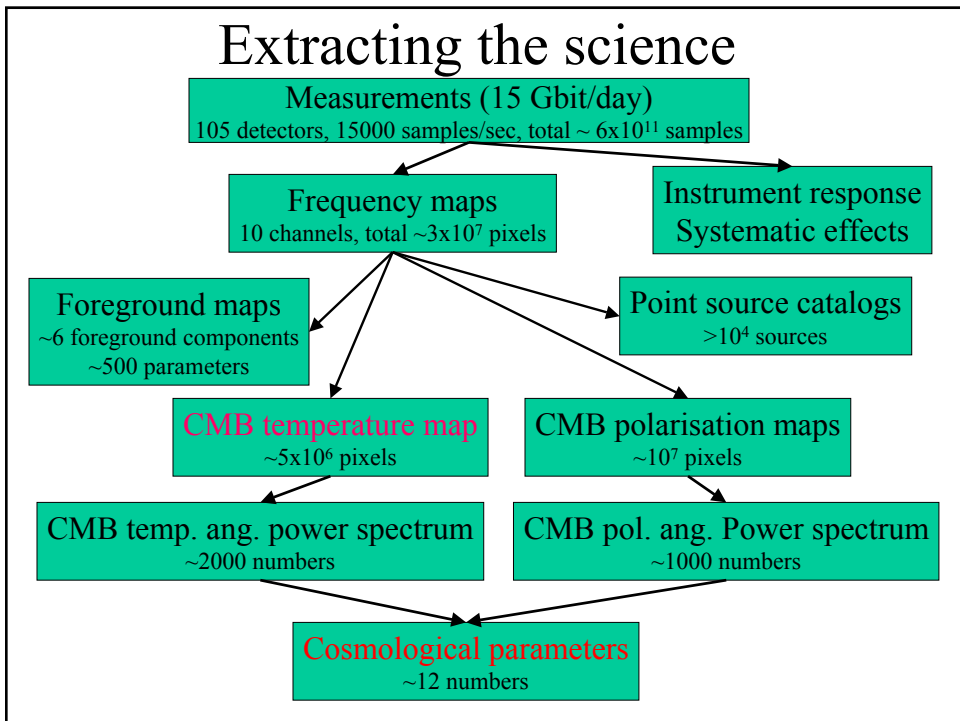 Extracting the science
Measurements (15 Gbit/day)
105 detectors, 15000 samples/sec, total ~ 6x10¹¹ samples
Frequency maps
10 channels, total ~3x10⁷ pixels
Instrument response
Systematic effects
Foreground maps
~6 foreground components
~500 parameters
Point source catalogs
>10⁴ sources
CMB temperature map
~5x10⁶ pixels
CMB polarisation maps
~10⁷ pixels
CMB temp. ang. power spectrum
~2000 numbers
CMB pol. ang. Power spectrum
~1000 numbers
Cosmological parameters
~12 numbers